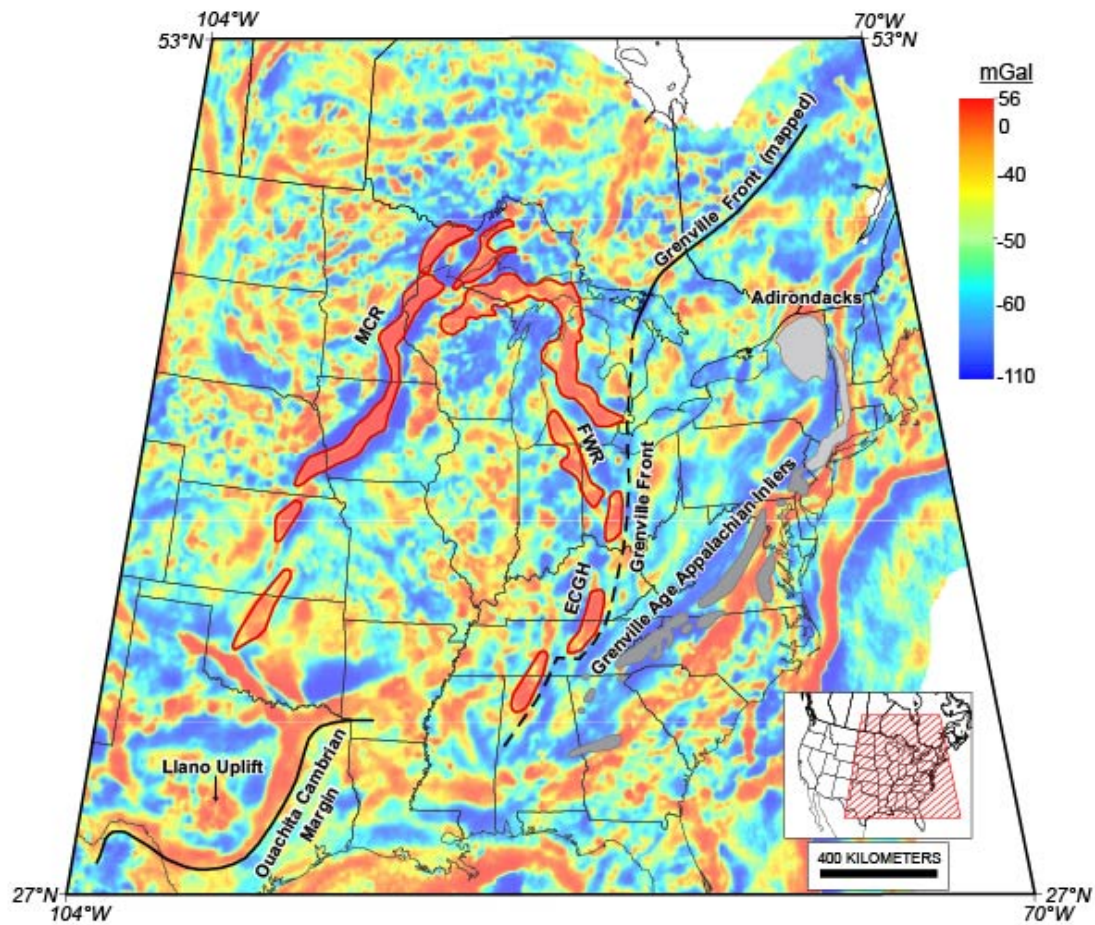 104°W
70°W
53°N
53°N
mGal
56
0
-40
-50
-60
-110
Grenville Front (mapped)
Adirondacks
MCR
FWR
Grenville Front
Grenville Age Appalachian Inliers
ECGH
Llano Uplift
Ouachita Cambrian
Margin
400 KILOMETERS
27°N
27°N
104°W
70°W